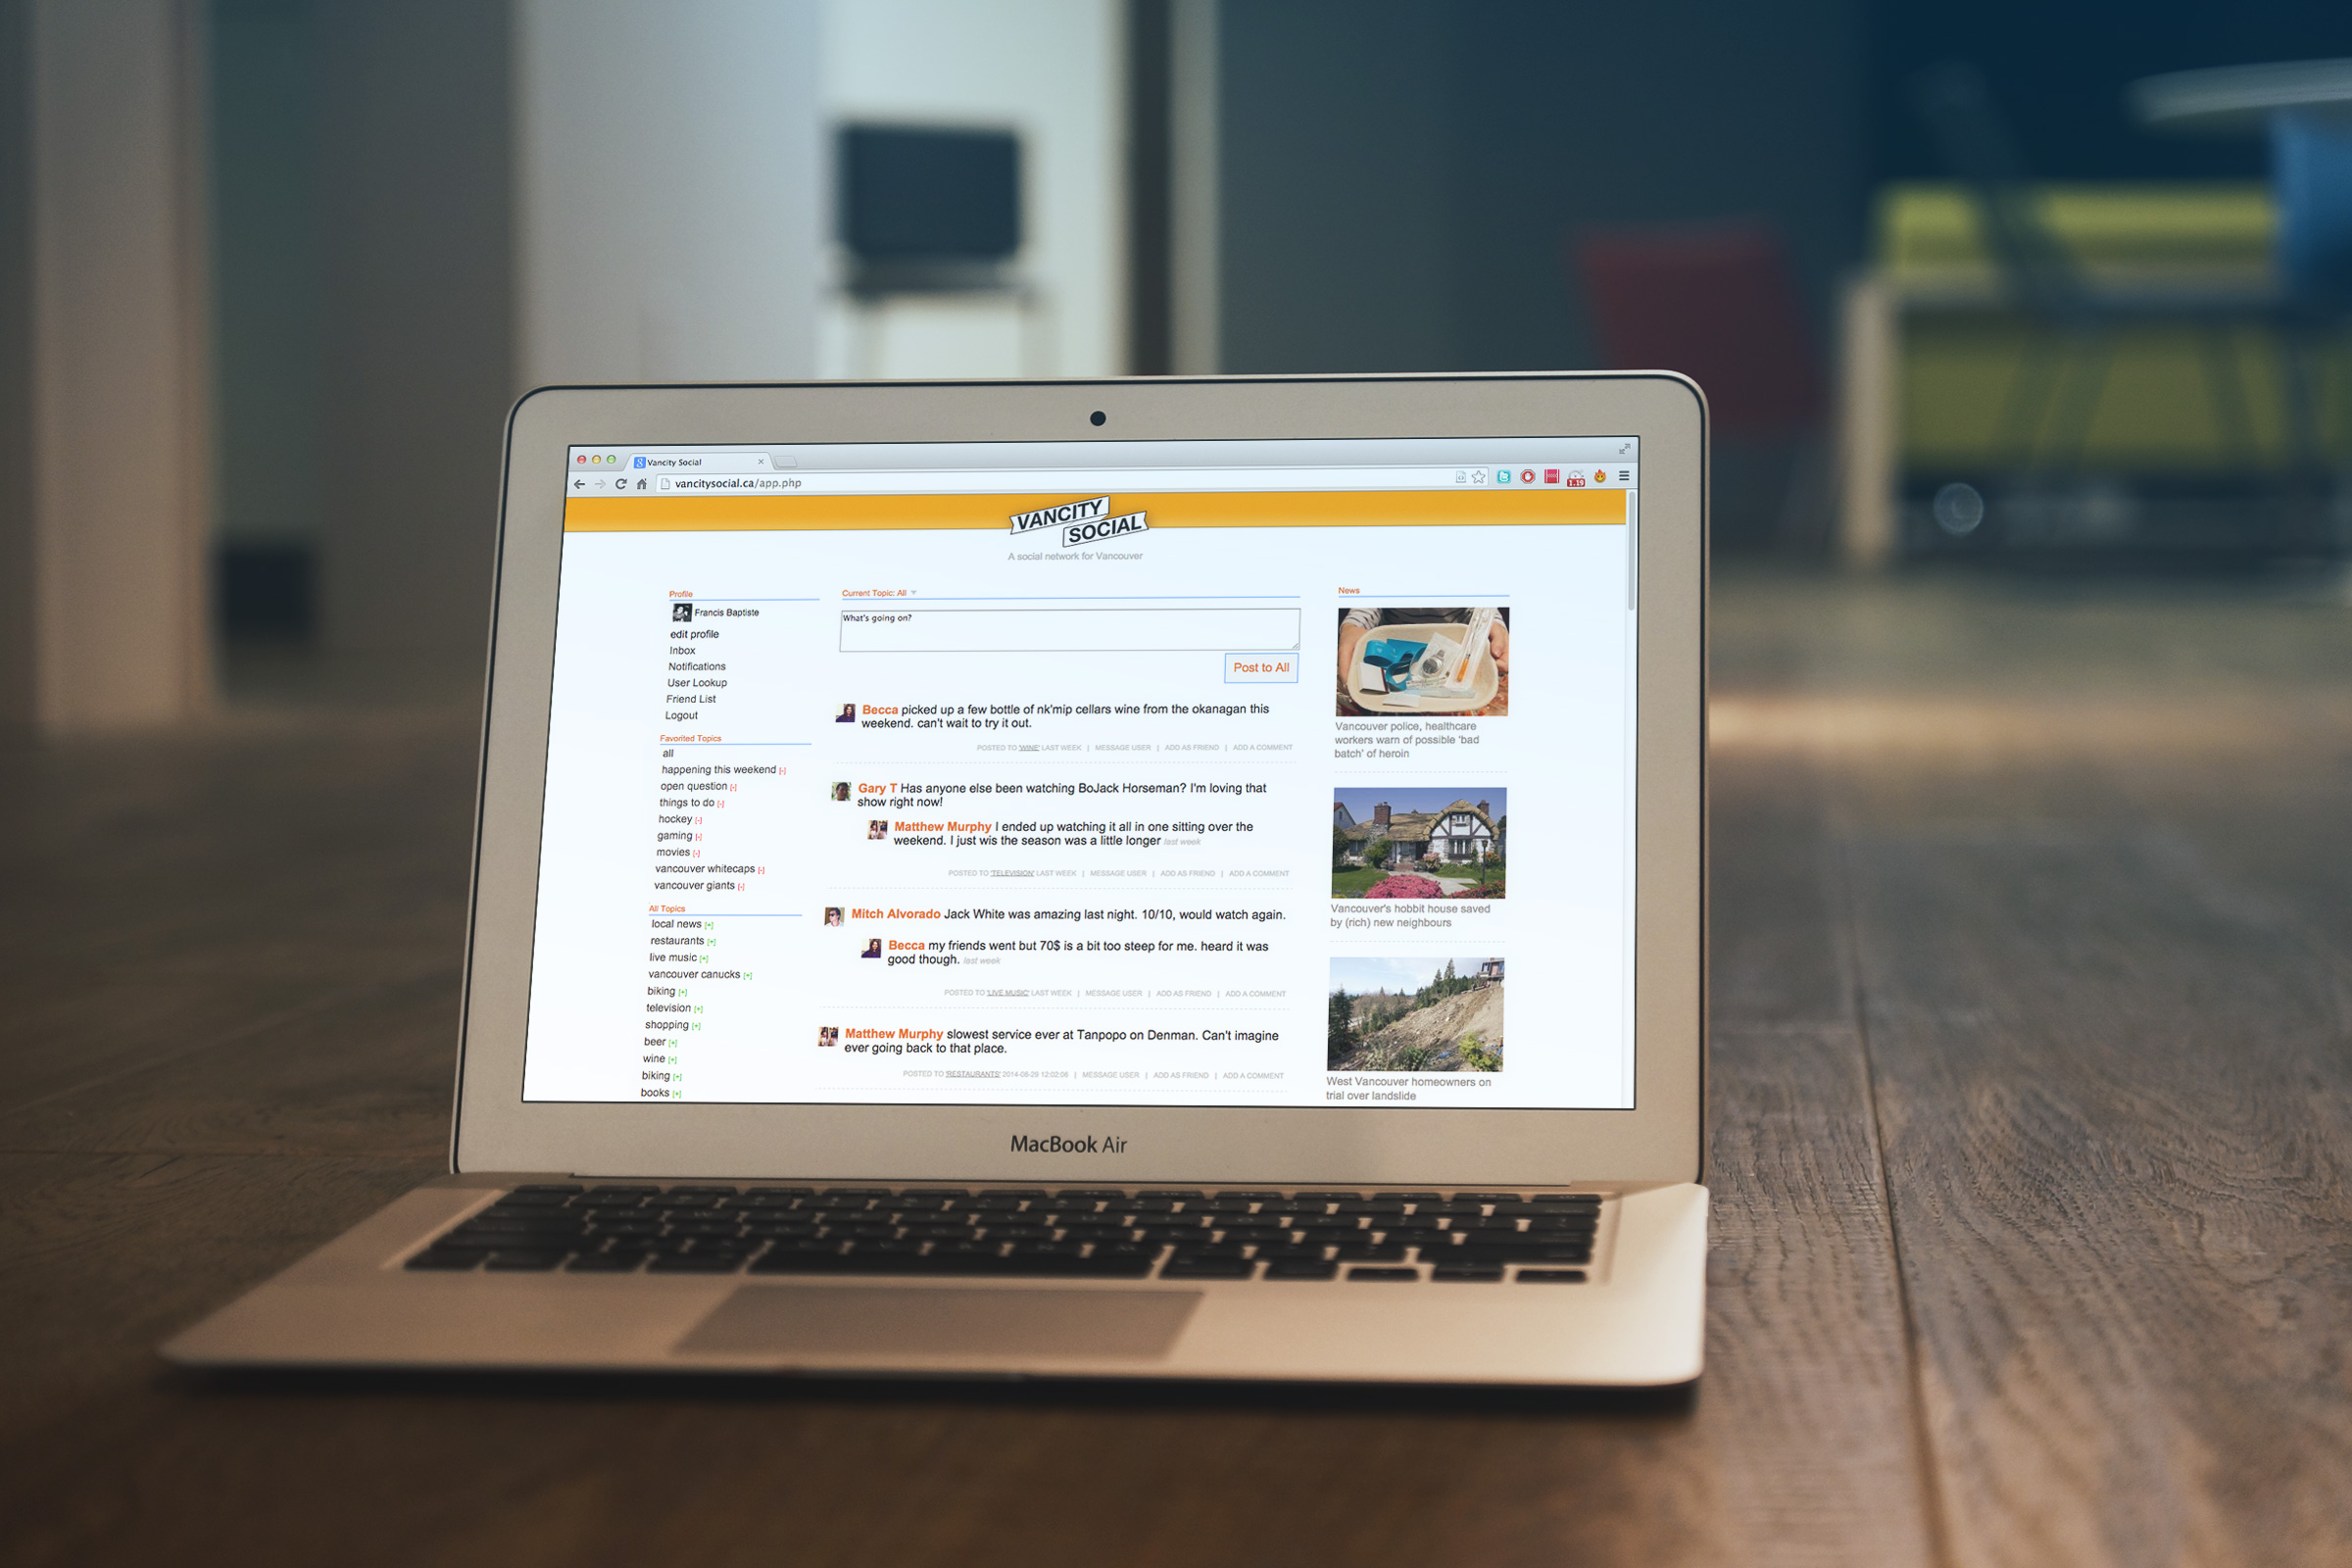 Vancity Social
vancitysocial.ca/app.php
1.19
VANCITY
SOCIAL
A social network for Vancouver
Profile
Francis Baptiste
edit profile
Inbox
Notifications
User Lookup
Friend List
Logout
Favorited Topics
all
happening this weekend [-]
open question [-]
things to do [-]
hockey [-]
gaming [-]
movies [-]
vancouver whitecaps [-]
vancouver giants [-]
All Topics
local news [+]
restaurants [+]
live music [+]
vancouver canucks [+]
biking [+]
television [+]
shopping [+]
beer [+]
wine [+]
biking [+]
books [+]
Current Topic: All
What's going on?
Post to All
Becca picked up a few bottle of nk'mip cellars wine from the okanagan this
weekend. can't wait to try it out.
POSTED TO 'WINE' LAST WEEK | MESSAGE USER | ADD AS FRIEND | ADD A COMMENT
Gary T Has anyone else been watching BoJack Horseman? I'm loving that
show right now!
Matthew Murphy I ended up watching it all in one sitting over the
weekend. I just wis the season was a little longer last week
POSTED TO 'TELEVISION' LAST WEEK | MESSAGE USER | ADD AS FRIEND | ADD A COMMENT
Mitch Alvorado Jack White was amazing last night. 10/10, would watch again.
Becca my friends went but 70$ is a bit too steep for me. heard it was
good though. last week
POSTED TO 'LIVE MUSIC' LAST WEEK | MESSAGE USER | ADD AS FRIEND | ADD A COMMENT
Matthew Murphy slowest service ever at Tanpopo on Denman. Can't imagine
ever going back to that place.
POSTED TO 'RESTAURANTS' 2014-08-29 12:02:06 | MESSAGE USER | ADD AS FRIEND | ADD A COMMENT
News
Vancouver police, healthcare
workers warn of possible 'bad
batch' of heroin
Vancouver's hobbit house saved
by (rich) new neighbours
West Vancouver homeowners on
trial over landslide
MacBook Air